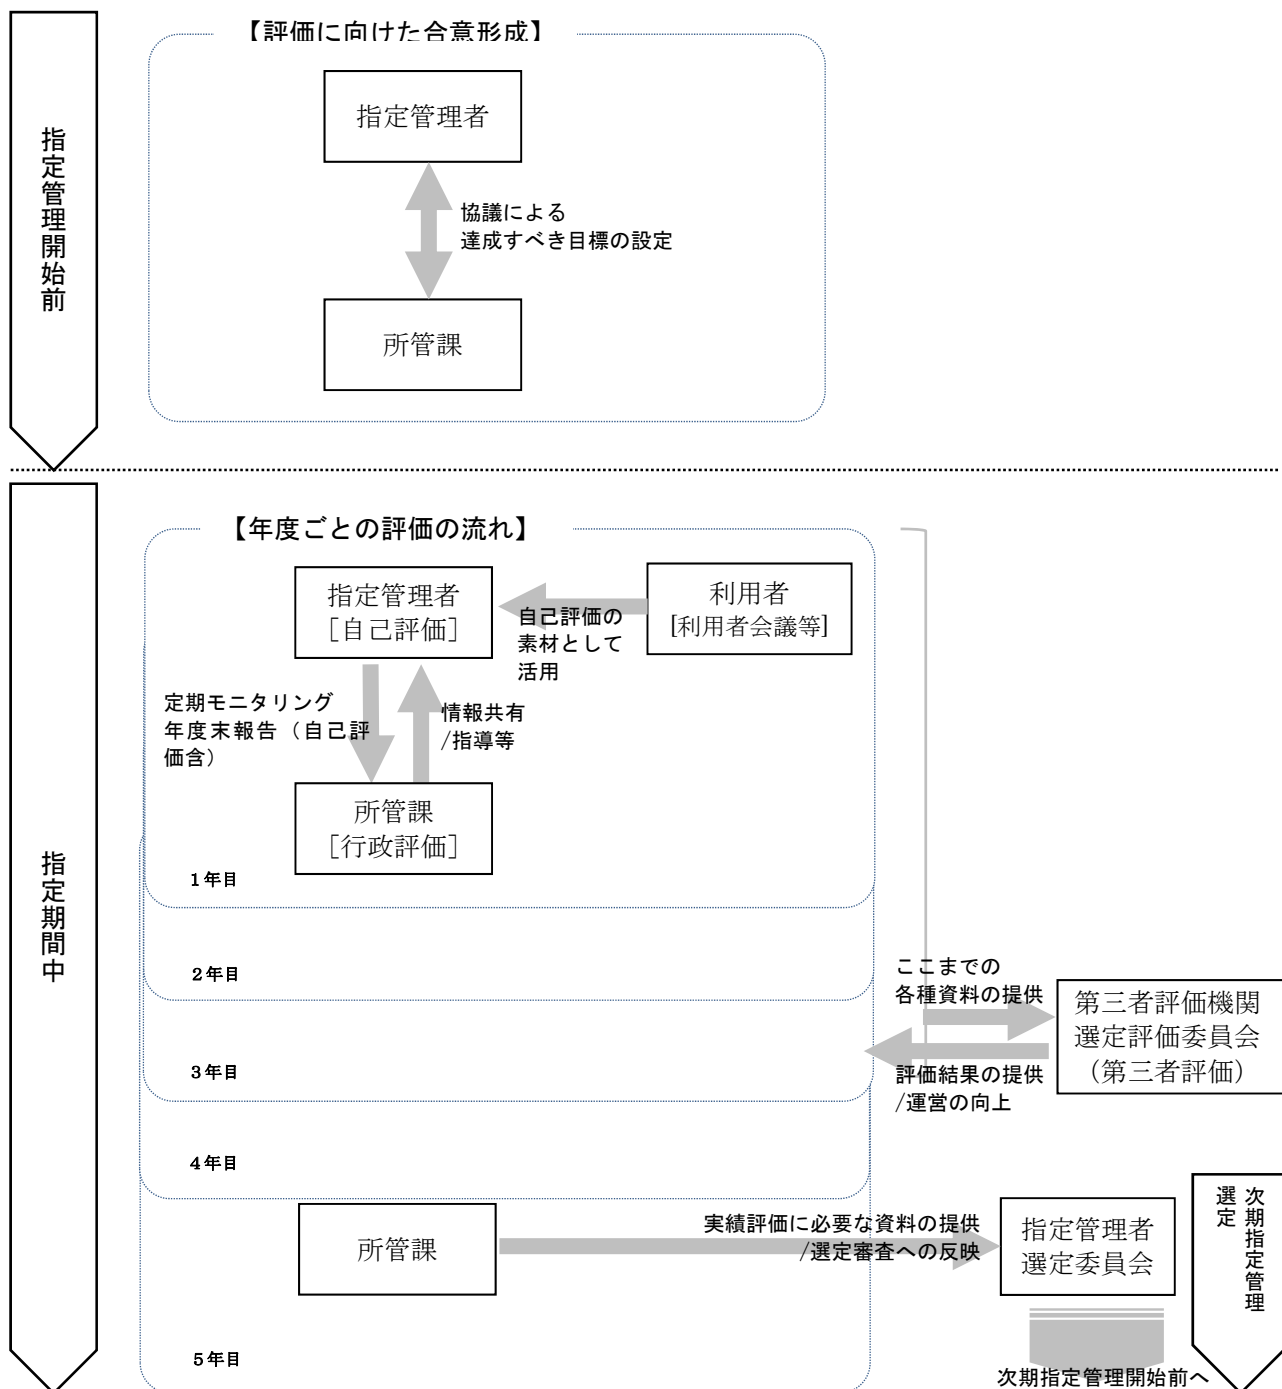 指定管理開始前
【評価に向けた合意形成】
指定管理者
協議による
達成すべき目標の設定
所管課
指定期間中
【年度ごとの評価の流れ】
指定管理者
［自己評価］
利用者
[利用者会議等]
自己評価の
素材として
活用
定期モニタリング
年度末報告（自己評
価含）
情報共有
/指導等
所管課
［行政評価］
１年目
２年目
ここまでの
各種資料の提供
第三者評価機関
選定評価委員会
（第三者評価）
３年目
評価結果の提供
/運営の向上
４年目
所管課
実績評価に必要な資料の提供
/選定審査への反映
指定管理者
選定委員会
次期指定管理
選定
５年目
次期指定管理開始前へ